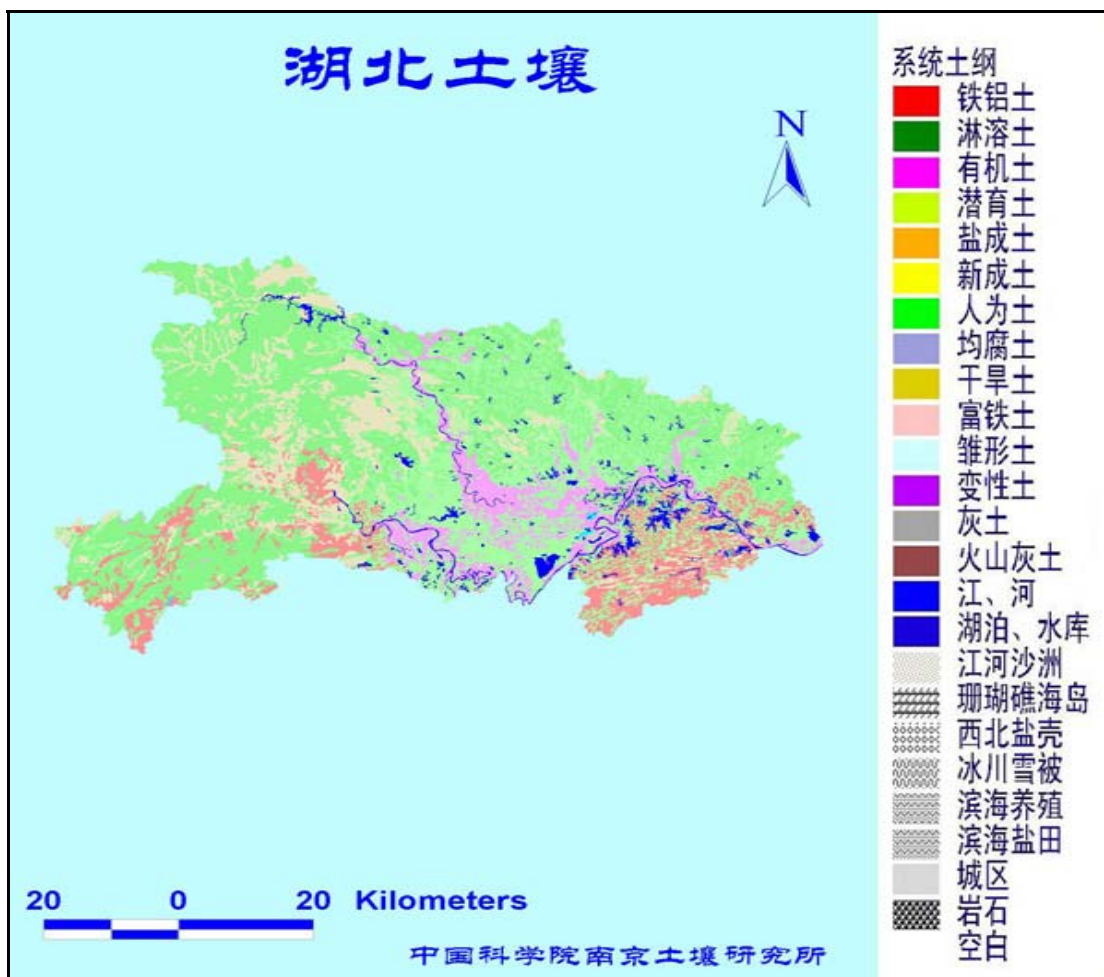 湖北土壤
N
20 0 20 Kilometers
中国科学院南京土壤研究所
系统土纲
铁铝土
淋溶土
有机土
潜育土
盐成土
新成土
人为土
均腐土
干旱土
富铁土
雏形土
变性土
灰土
火山灰土
江、河
湖泊、水库
江河沙洲
珊瑚礁海岛
西北盐壳
冰川雪被
滨海养殖
滨海盐田
城区
岩石
空白